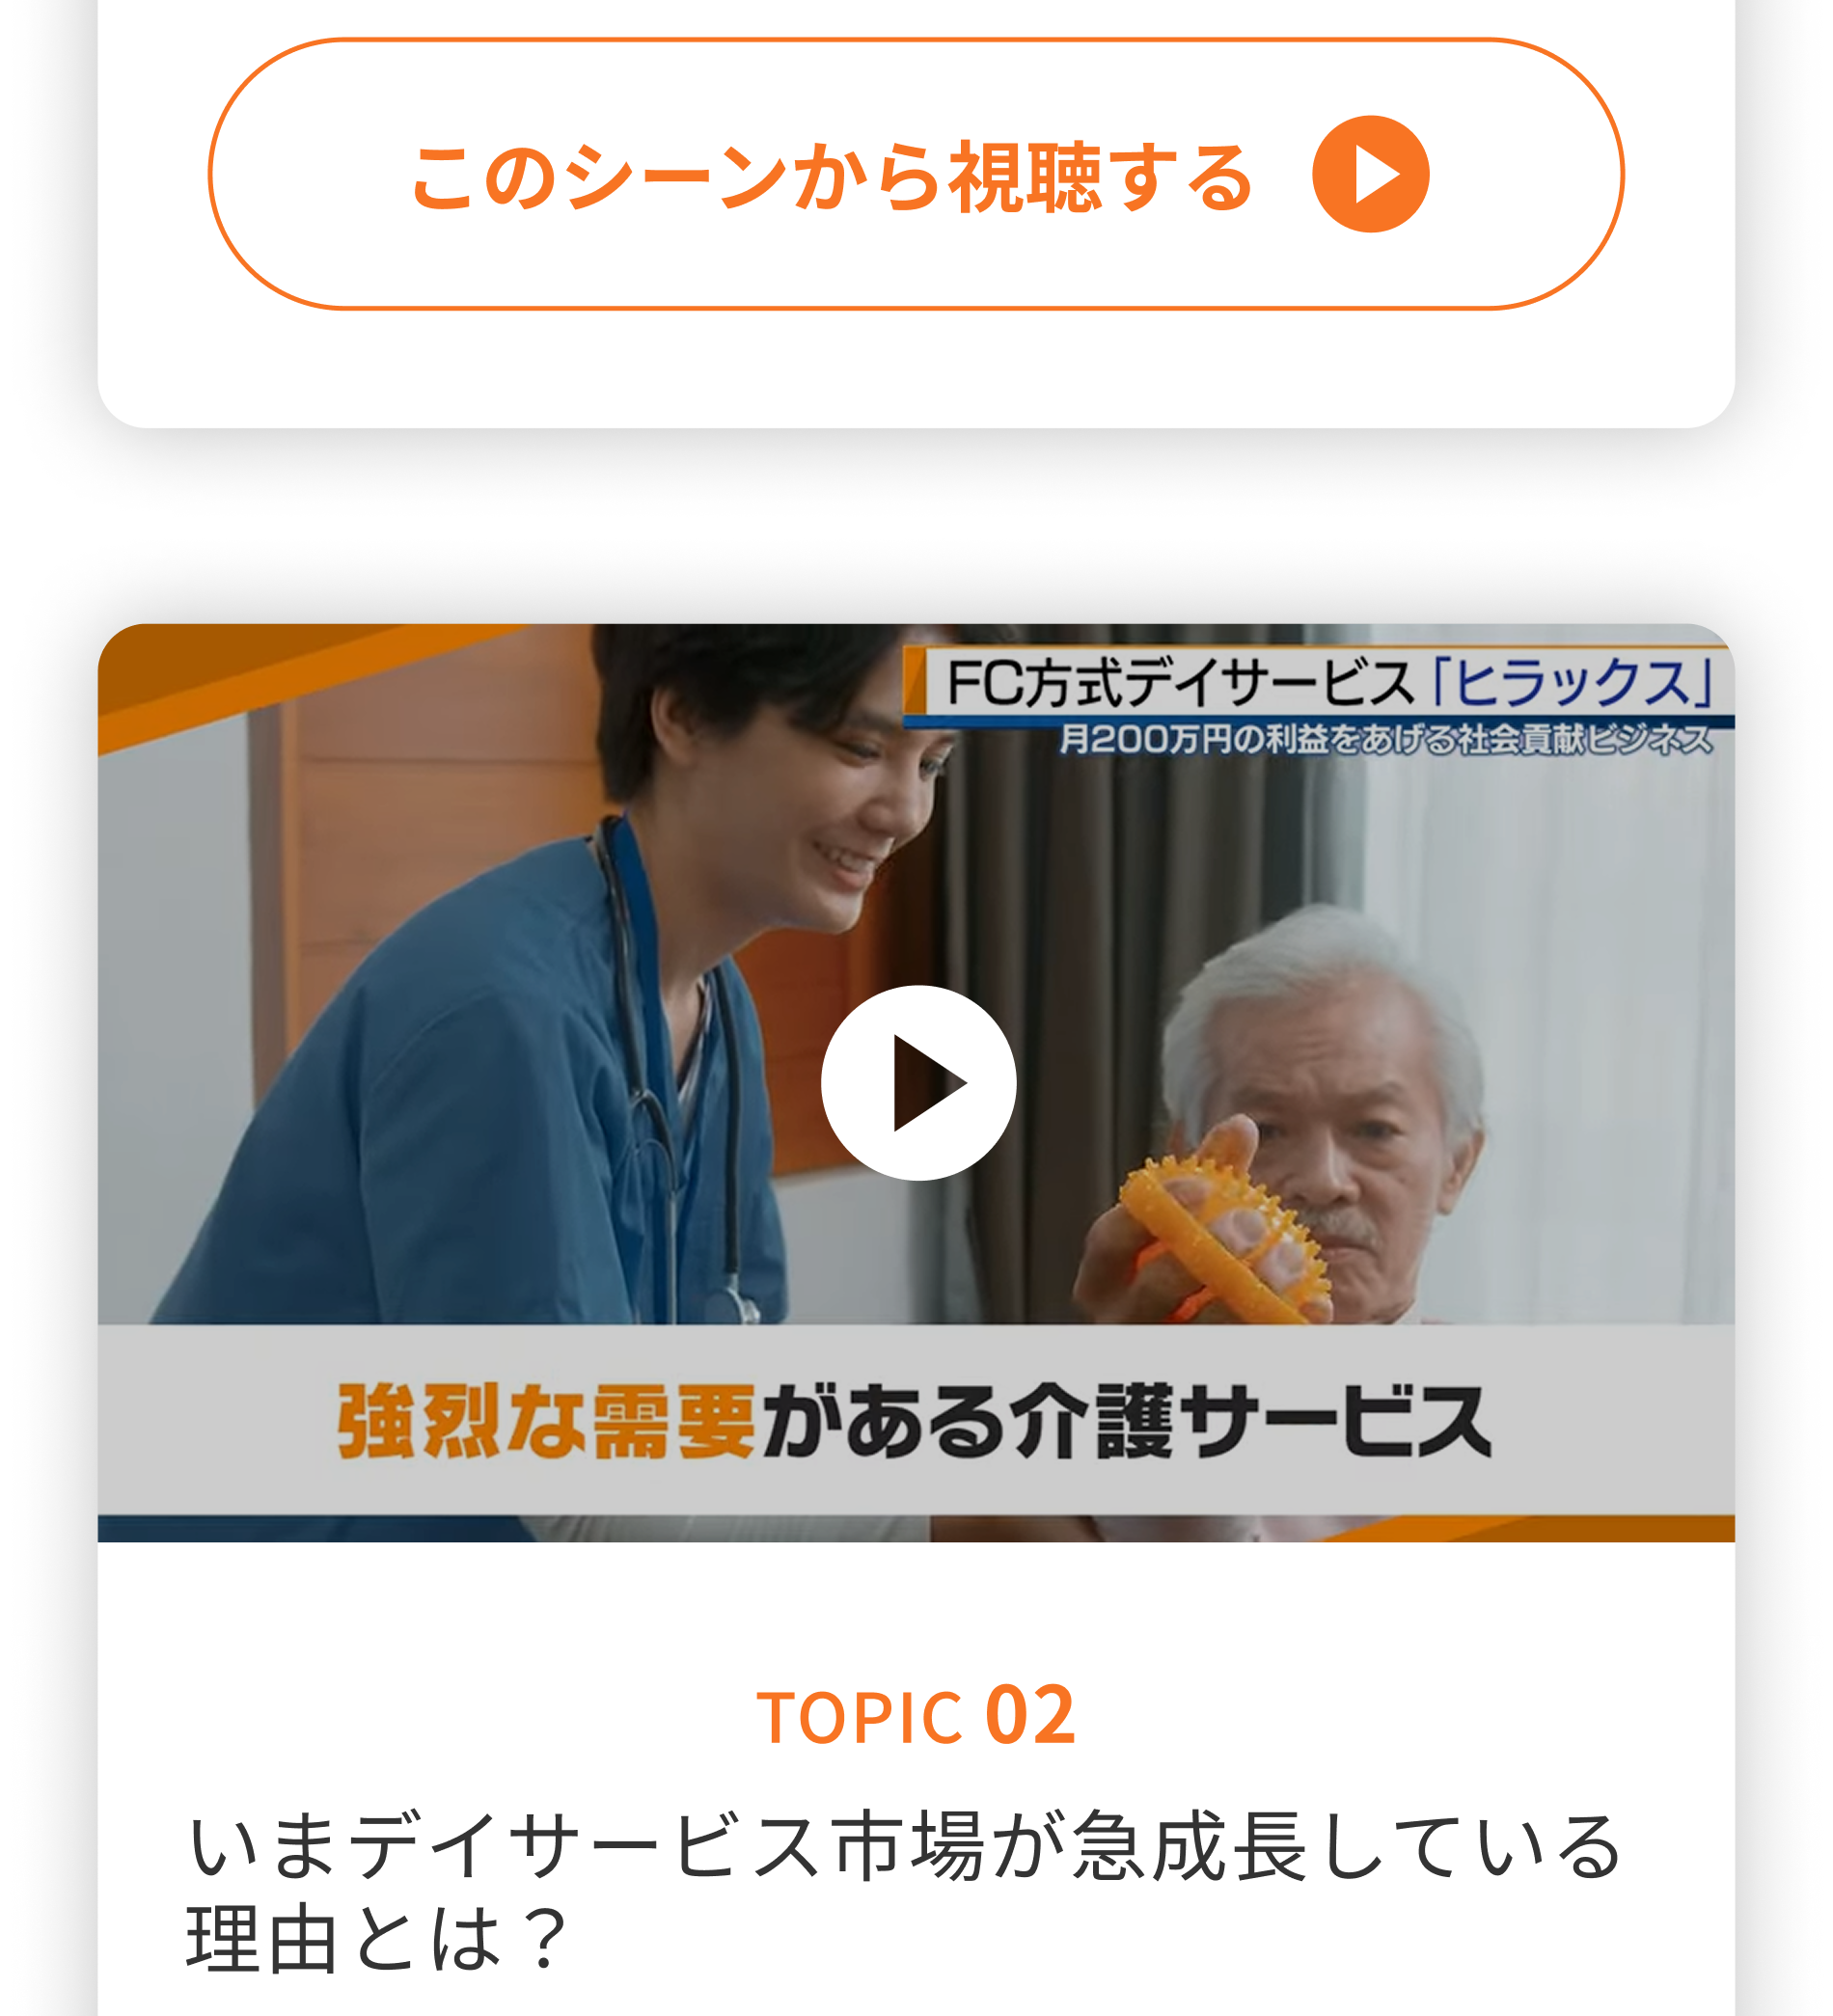 このシーンから視聴する
FC方式デイサービス「ヒラックス」
月200万円の利益をあげる社会貢献ビジネス
強烈な需要がある介護サービス
TOPIC 02
いまデイサービス市場が急成長している
理由とは？